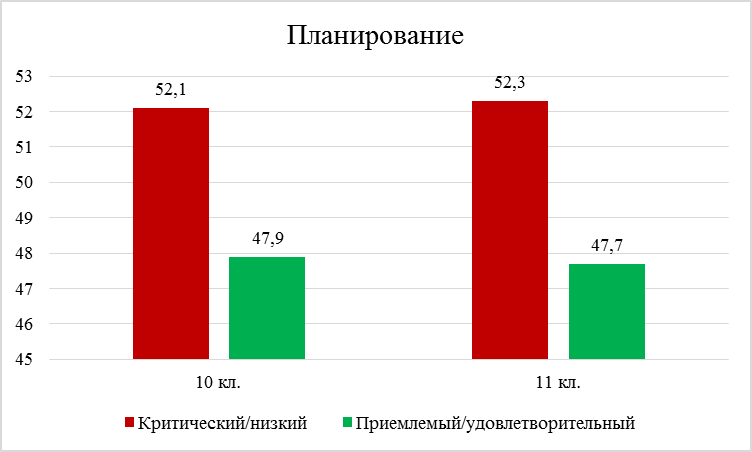 Планирование
53
52
51
50
49
48
47
46
45
52,1
47,9
52,3
47,7
10 кл.
11 кл.
Критический/низкий
Приемлемый/удовлетворительный